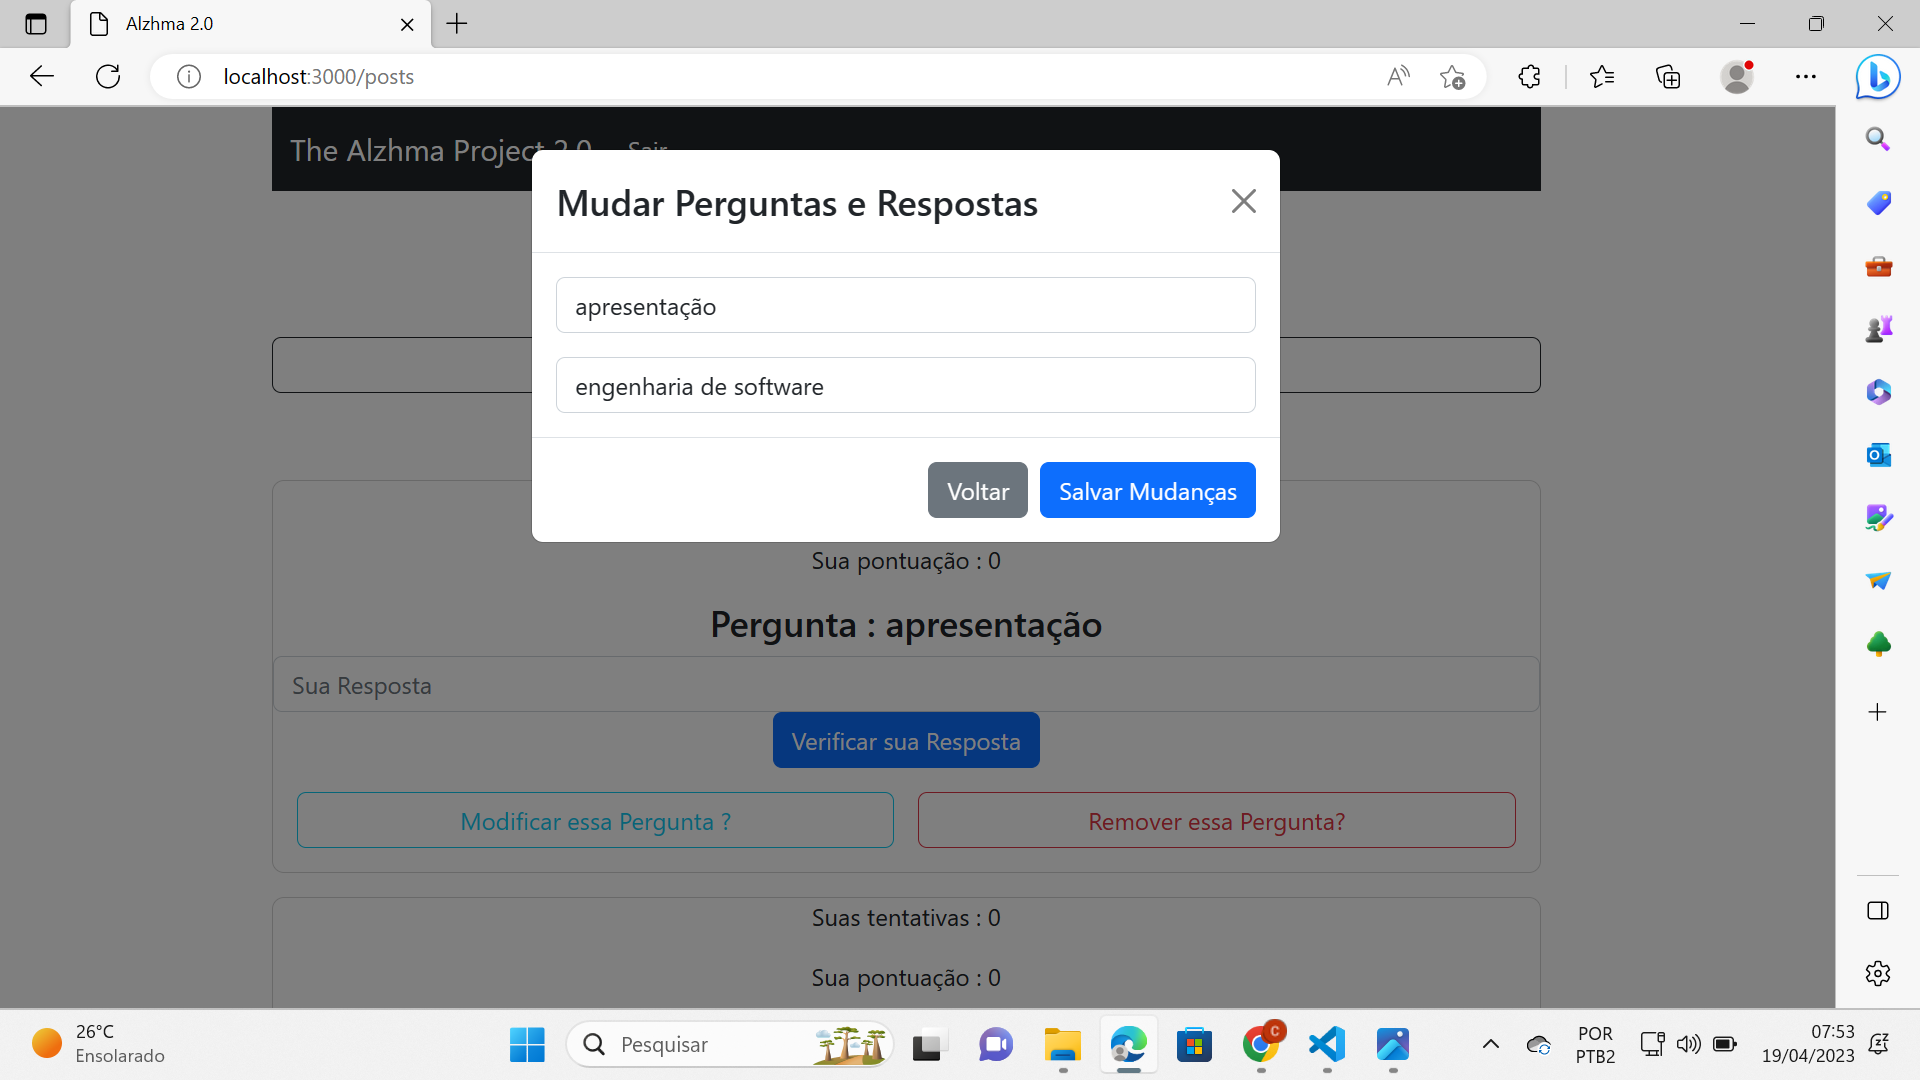 Alzhma 2.0
localhost:3000/posts
The Alzhma Project 2.0 Sair
Mudar Perguntas e Respostas
apresentação
engenharia de software
Voltar
Salvar Mudanças
Sua pontuação : 0
Pergunta : apresentação
Sua Resposta
Verificar sua Resposta
Modificar essa Pergunta ?
Remover essa Pergunta?
Suas tentativas : 0
Sua pontuação : 0
26°C
Ensolarado
Pesquisar
C
POR
PTB2
07:53
19/04/2023